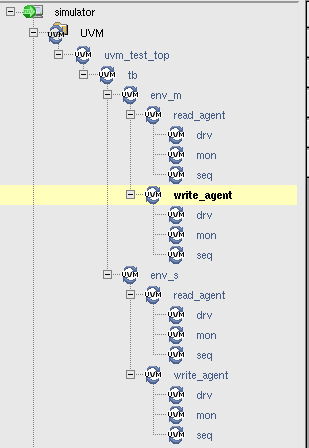 simulator
UVM UVM
UVM uvm_test_top
UVM tb
UVM env_m
UVM read_agent
UVM drv
UVM mon
UVM seq
UVM write_agent
UVM drv
UVM mon
UVM seq
UVM env_s
UVM read_agent
UVM drv
UVM mon
UVM seq
UVM write_agent
UVM drv
UVM mon
UVM seq